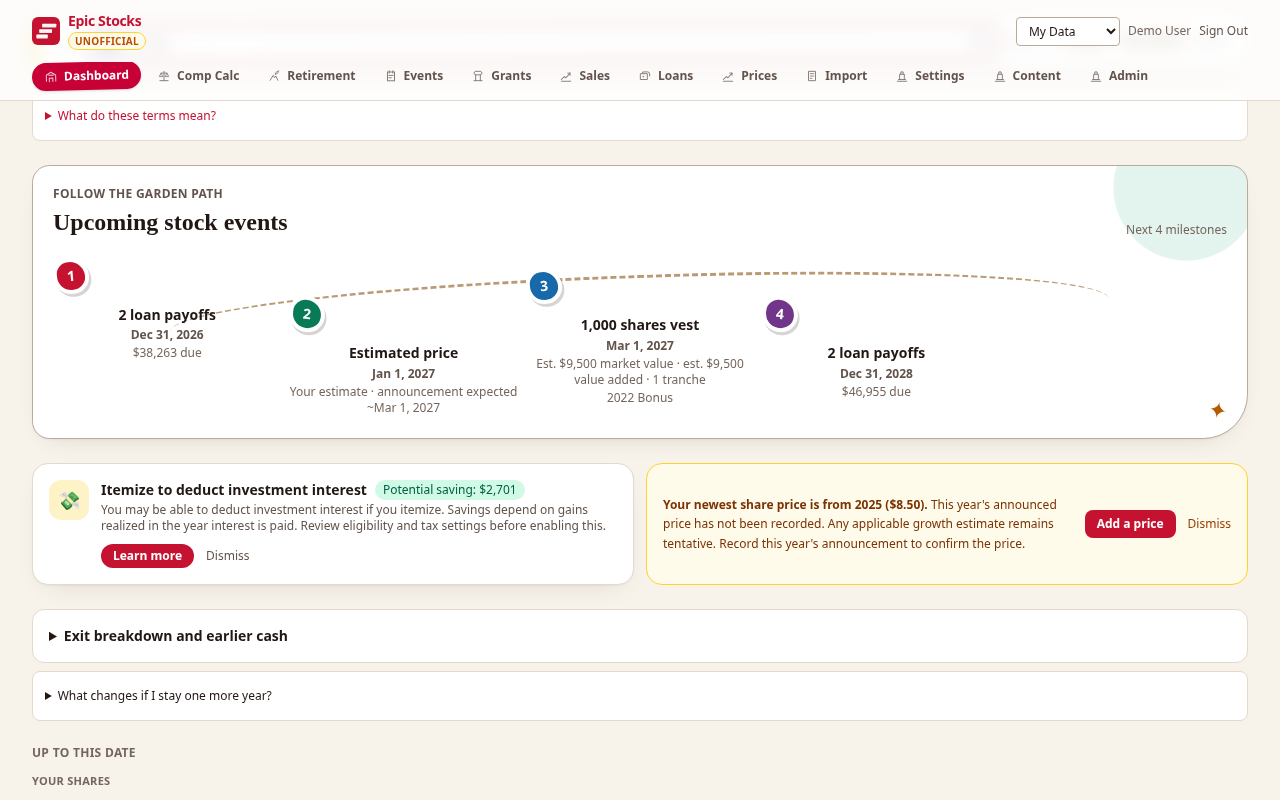 Epic Stocks
UNOFFICIAL
My Data
Demo User
Sign Out
Dashboard
Comp Calc
Retirement
Events
Grants
Sales
Loans
Prices
Import
Settings
Content
Admin
What do these terms mean?
FOLLOW THE GARDEN PATH
Upcoming stock events
Next 4 milestones
1
2 loan payoffs
Dec 31, 2026
$38,263 due
2
Estimated price
Jan 1, 2027
Your estimate · announcement expected
~Mar 1, 2027
3
1,000 shares vest
Mar 1, 2027
Est. $9,500 market value · est. $9,500
value added · 1 tranche
2022 Bonus
4
2 loan payoffs
Dec 31, 2028
$46,955 due
Itemize to deduct investment interest
Potential saving: $2,701
You may be able to deduct investment interest if you itemize. Savings depend on gains
realized in the year interest is paid. Review eligibility and tax settings before enabling this.
Learn more
Dismiss
Your newest share price is from 2025 ($8.50). This year's announced
price has not been recorded. Any applicable growth estimate remains
tentative. Record this year's announcement to confirm the price.
Add a price
Dismiss
Exit breakdown and earlier cash
What changes if I stay one more year?
UP TO THIS DATE
YOUR SHARES